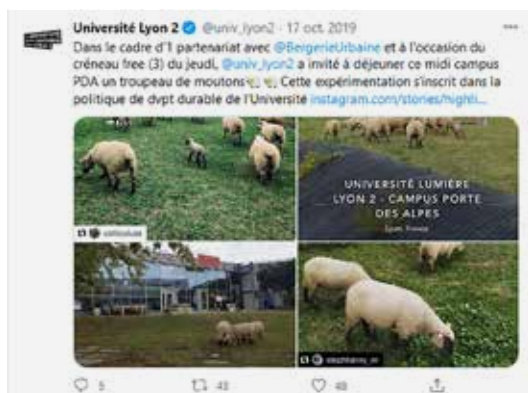 Université Lyon 2 @univ_lyon2 · 17 oct. 2019
Dans le cadre d'1 partenariat avec @BergerieUrbaine et à l'occasion du
créneau free (3) du jeudi, @univ_lyon2 a invité à déjeuner ce midi campus
PDA un troupeau de moutons Cette expérimentation s'inscrit dans la
politique de dvpt durable de l'Université instagram.com/stories/highli...
UNIVERSITÉ LUMIÈRE
LYON 2 - CAMPUS PORTE
DES ALPES
Lyon, France
5 43 48